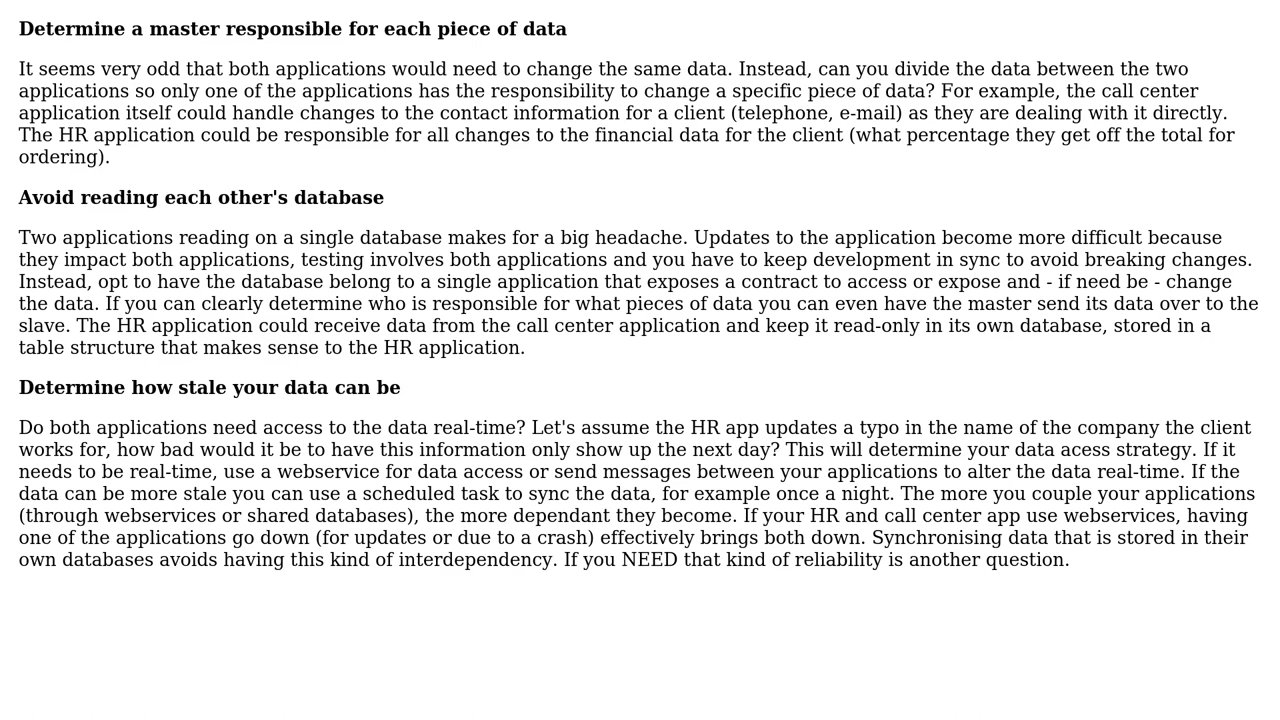 Determine a master responsible for each piece of data
It seems very odd that both applications would need to change the same data. Instead, can you divide the data between the two
applications so only one of the applications has the responsibility to change a specific piece of data? For example, the call center
application itself could handle changes to the contact information for a client (telephone, e-mail) as they are dealing with it directly.
The HR application could be responsible for all changes to the financial data for the client (what percentage they get off the total for
ordering).
Avoid reading each other's database
Two applications reading on a single database makes for a big headache. Updates to the application become more difficult because
they impact both applications, testing involves both applications and you have to keep development in sync to avoid breaking changes.
Instead, opt to have the database belong to a single application that exposes a contract to access or expose and - if need be - change
the data. If you can clearly determine who is responsible for what pieces of data you can even have the master send its data over to the
slave. The HR application could receive data from the call center application and keep it read-only in its own database, stored in a
table structure that makes sense to the HR application.
Determine how stale your data can be
Do both applications need access to the data real-time? Let's assume the HR app updates a typo in the name of the company the client
works for, how bad would it be to have this information only show up the next day? This will determine your data acess strategy. If it
needs to be real-time, use a webservice for data access or send messages between your applications to alter the data real-time. If the
data can be more stale you can use a scheduled task to sync the data, for example once a night. The more you couple your applications
(through webservices or shared databases), the more dependant they become. If your HR and call center app use webservices, having
one of the applications go down (for updates or due to a crash) effectively brings both down. Synchronising data that is stored in their
own databases avoids having this kind of interdependency. If you NEED that kind of reliability is another question.